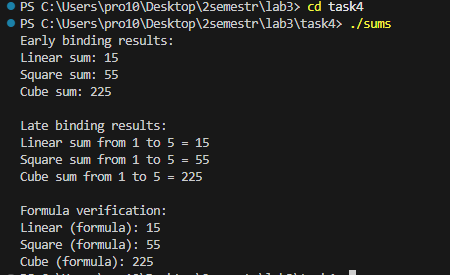 PS C:\Users\pro10\Desktop\2semestr\lab3> cd task4
PS C:\Users\pro10\Desktop\2semestr\lab3\task4> ./sums
Early binding results:
Linear sum: 15
Square sum: 55
Cube sum: 225
Late binding results:
Linear sum from 1 to 5 = 15
Square sum from 1 to 5 = 55
Cube sum from 1 to 5 = 225
Formula verification:
Linear (formula): 15
Square (formula): 55
Cube (formula): 225